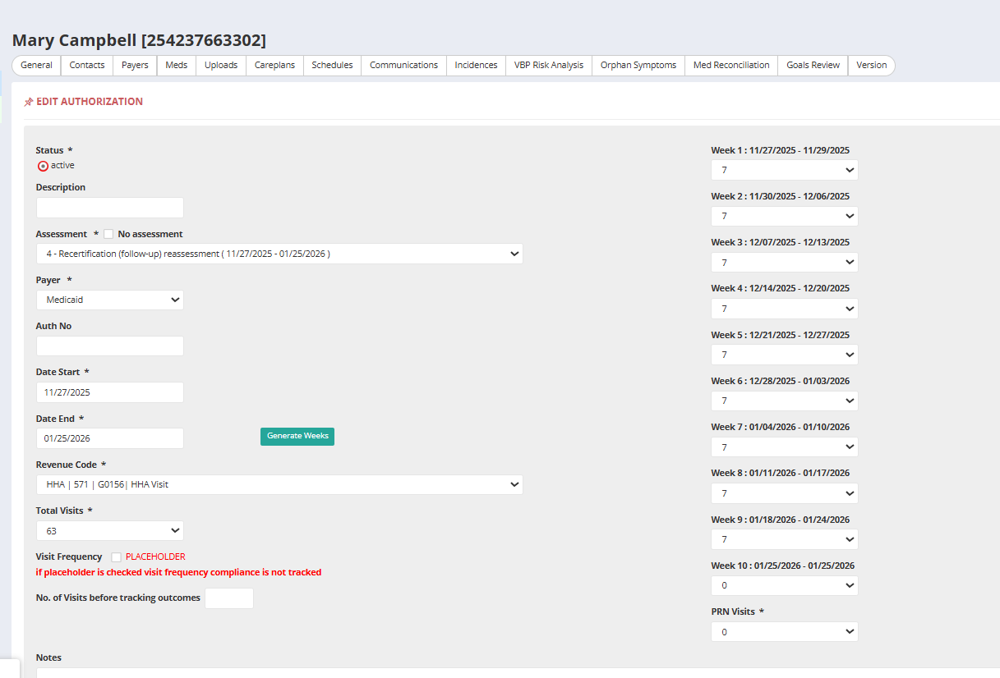 Mary Campbell [254237663302]
General Contacts Payers Meds Uploads Careplans Schedules Communications Incidences VBP Risk Analysis Orphan Symptoms Med Reconciliation Goals Review Version
EDIT AUTHORIZATION
Status *
active
Description
Assessment * No assessment
4 - Recertification (follow-up) reassessment ( 11/27/2025 - 01/25/2026 )
Payer *
Medicaid
Auth No
Date Start *
11/27/2025
Date End *
01/25/2026
Generate Weeks
Revenue Code *
HHA | 571 | G0156| HHA Visit
Total Visits *
63
Visit Frequency PLACEHOLDER
if placeholder is checked visit frequency compliance is not tracked
No. of Visits before tracking outcomes
Notes
Week 1 : 11/27/2025 - 11/29/2025
7
Week 2 : 11/30/2025 - 12/06/2025
7
Week 3 : 12/07/2025 - 12/13/2025
7
Week 4 : 12/14/2025 - 12/20/2025
7
Week 5 : 12/21/2025 - 12/27/2025
7
Week 6 : 12/28/2025 - 01/03/2026
7
Week 7 : 01/04/2026 - 01/10/2026
7
Week 8 : 01/11/2026 - 01/17/2026
7
Week 9 : 01/18/2026 - 01/24/2026
7
Week 10 : 01/25/2026 - 01/25/2026
0
PRN Visits *
0